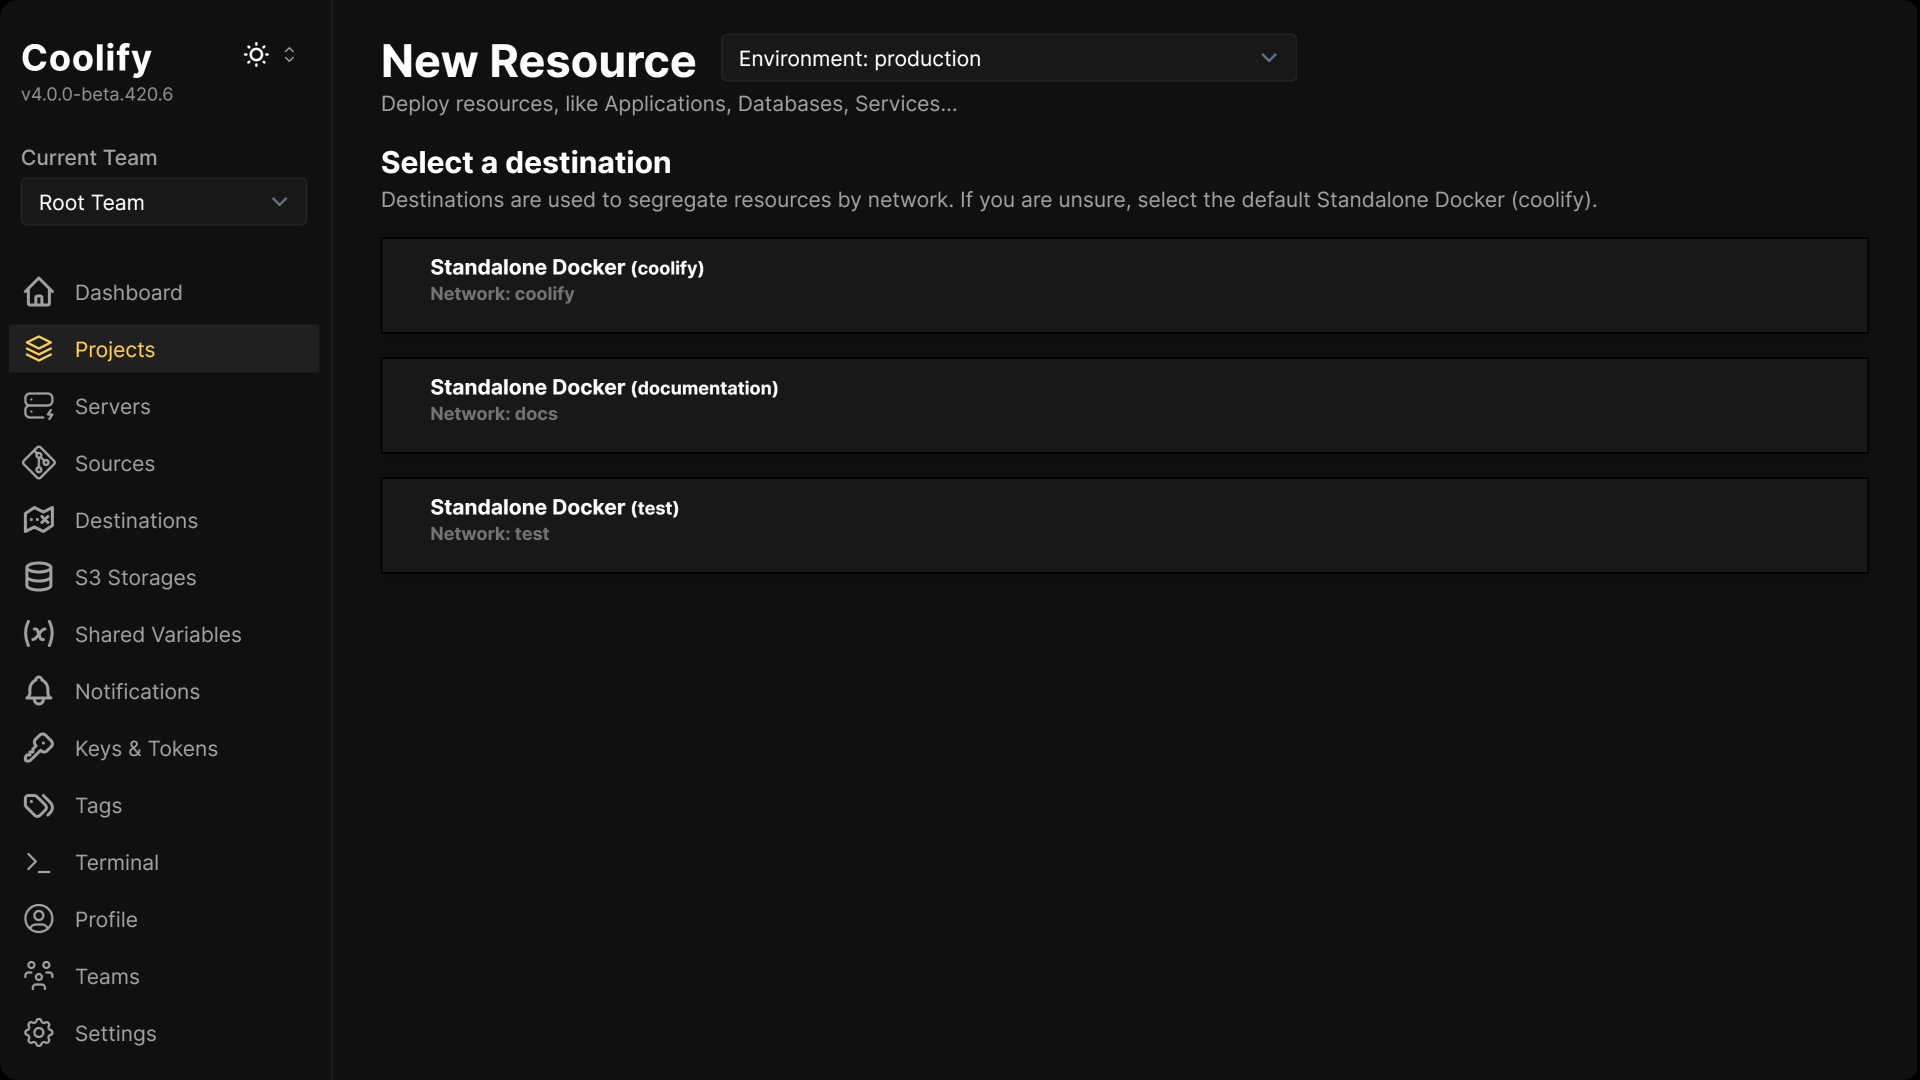 Coolify
v4.0.0-beta.420.6
Current Team
Root Team
Dashboard
Projects
Servers
Sources
Destinations
S3 Storages
Shared Variables
Notifications
Keys & Tokens
Tags
Terminal
Profile
Teams
Settings
New Resource
Environment: production
Deploy resources, like Applications, Databases, Services...
Select a destination
Destinations are used to segregate resources by network. If you are unsure, select the default Standalone Docker (coolify).
Standalone Docker (coolify)
Network: coolify
Standalone Docker (documentation)
Network: docs
Standalone Docker (test)
Network: test